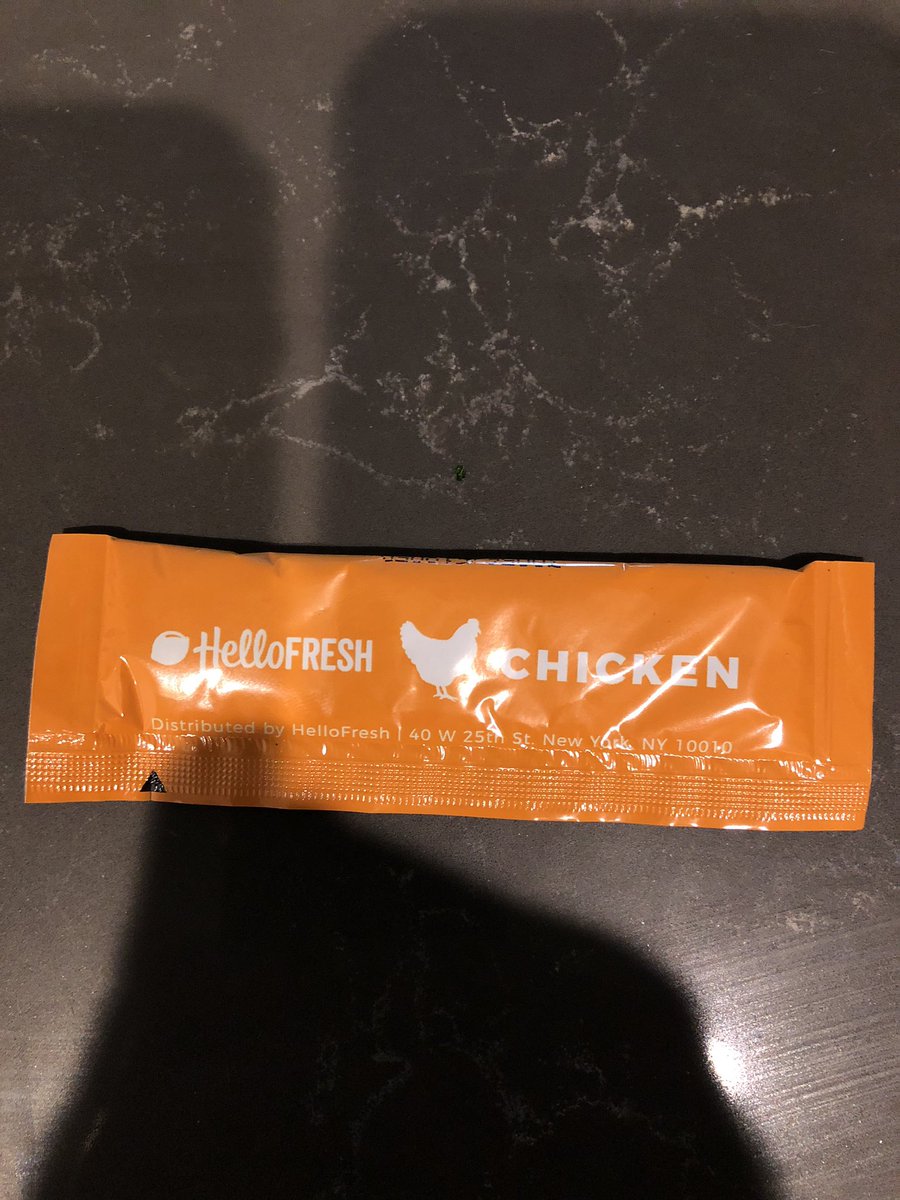 HelloFRESH CHICKEN
Distributed by HelloFresh | 40 W 25th St, New York, NY 10010